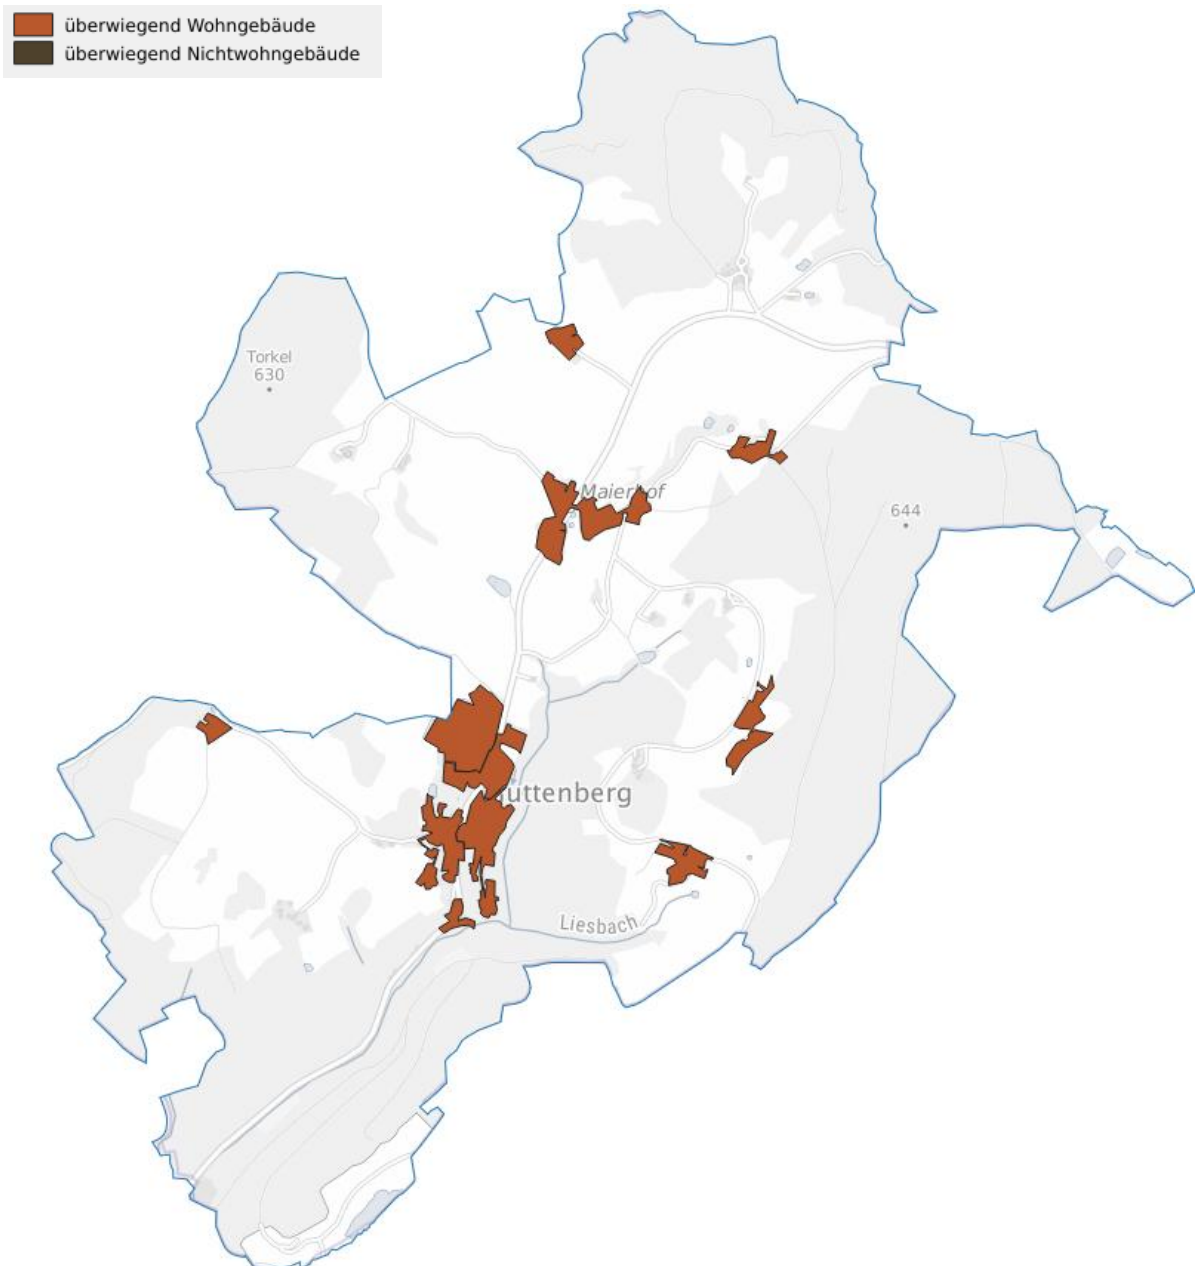 überwiegend Wohngebäude
überwiegend Nichtwohngebäude
Torkel
630
Maierhof
644
uttenberg
Liesbach